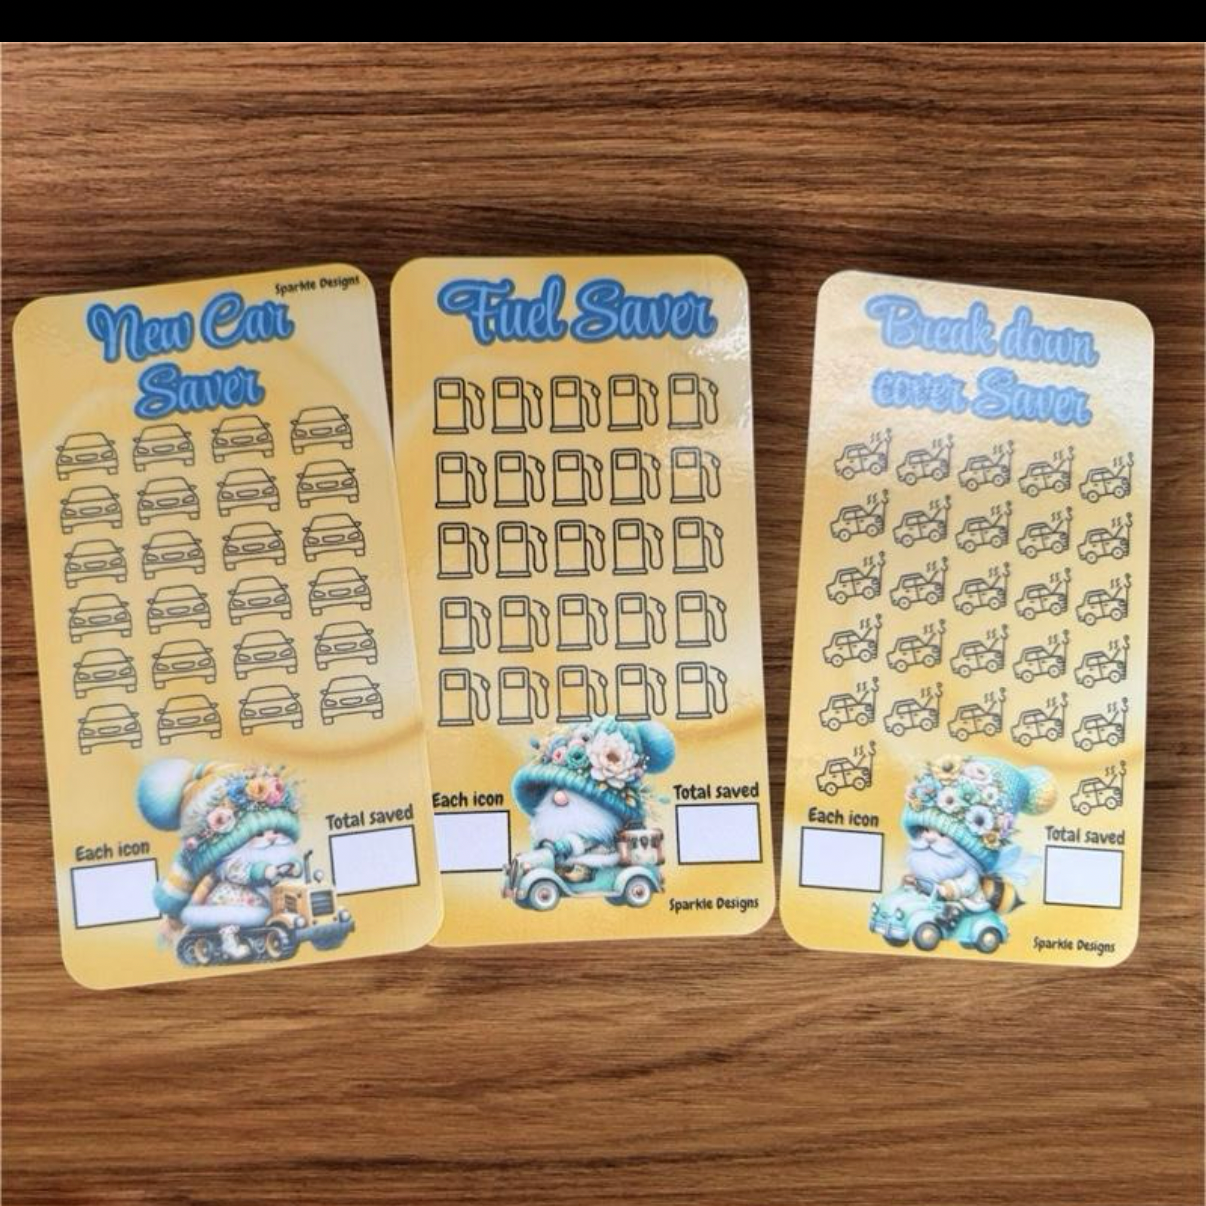 Sparkle Designs
New Car
Saver
Each icon
Total saved
Fuel Saver
Each icon
Total saved
Sparkle Designs
Break down
cover Saver
Each icon
Total saved
Sparkle Designs